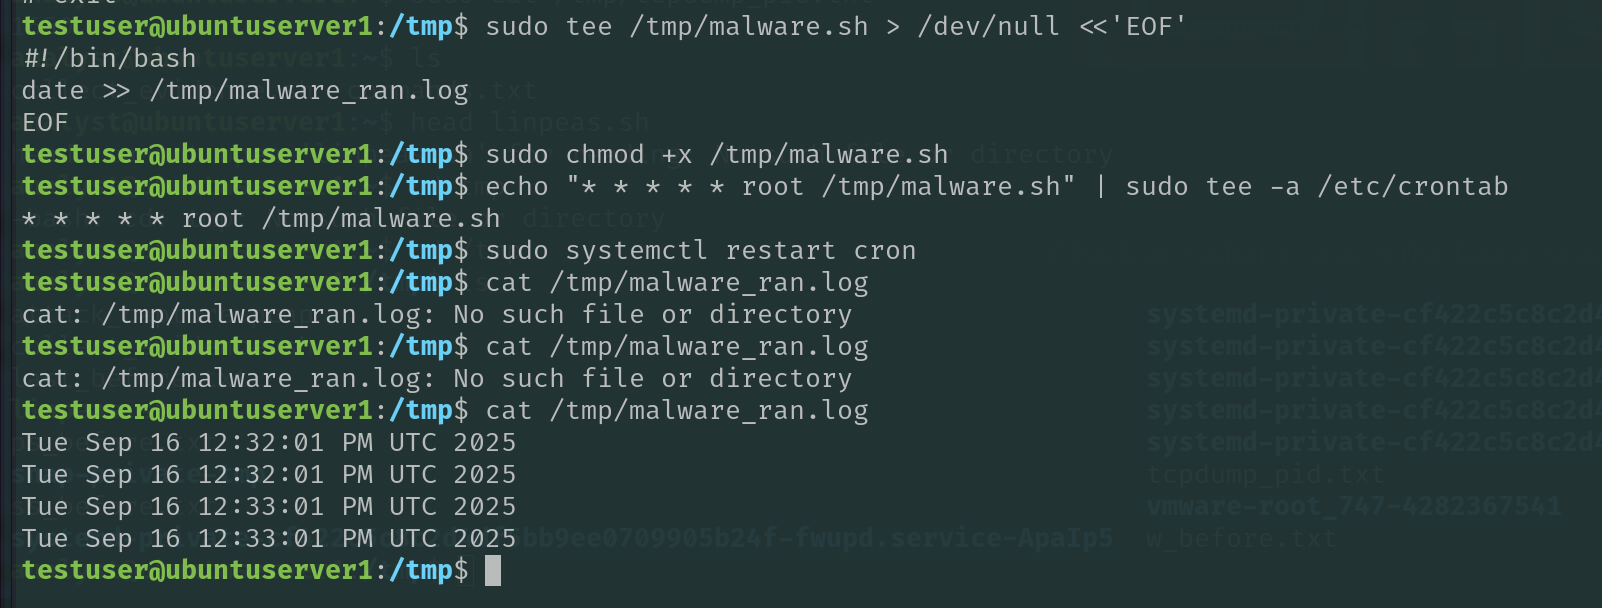 # exit
testuser@ubuntuserver1:/tmp$ sudo tee /tmp/malware.sh > /dev/null <<'EOF'
#!/bin/bash
date >> /tmp/malware_ran.log
EOF
testuser@ubuntuserver1:/tmp$ sudo chmod +x /tmp/malware.sh
testuser@ubuntuserver1:/tmp$ echo "* * * * * root /tmp/malware.sh" | sudo tee -a /etc/crontab
* * * * * root /tmp/malware.sh
testuser@ubuntuserver1:/tmp$ sudo systemctl restart cron
testuser@ubuntuserver1:/tmp$ cat /tmp/malware_ran.log
cat: /tmp/malware_ran.log: No such file or directory
testuser@ubuntuserver1:/tmp$ cat /tmp/malware_ran.log
cat: /tmp/malware_ran.log: No such file or directory
testuser@ubuntuserver1:/tmp$ cat /tmp/malware_ran.log
Tue Sep 16 12:32:01 PM UTC 2025
Tue Sep 16 12:32:01 PM UTC 2025
Tue Sep 16 12:33:01 PM UTC 2025
Tue Sep 16 12:33:01 PM UTC 2025
testuser@ubuntuserver1:/tmp$